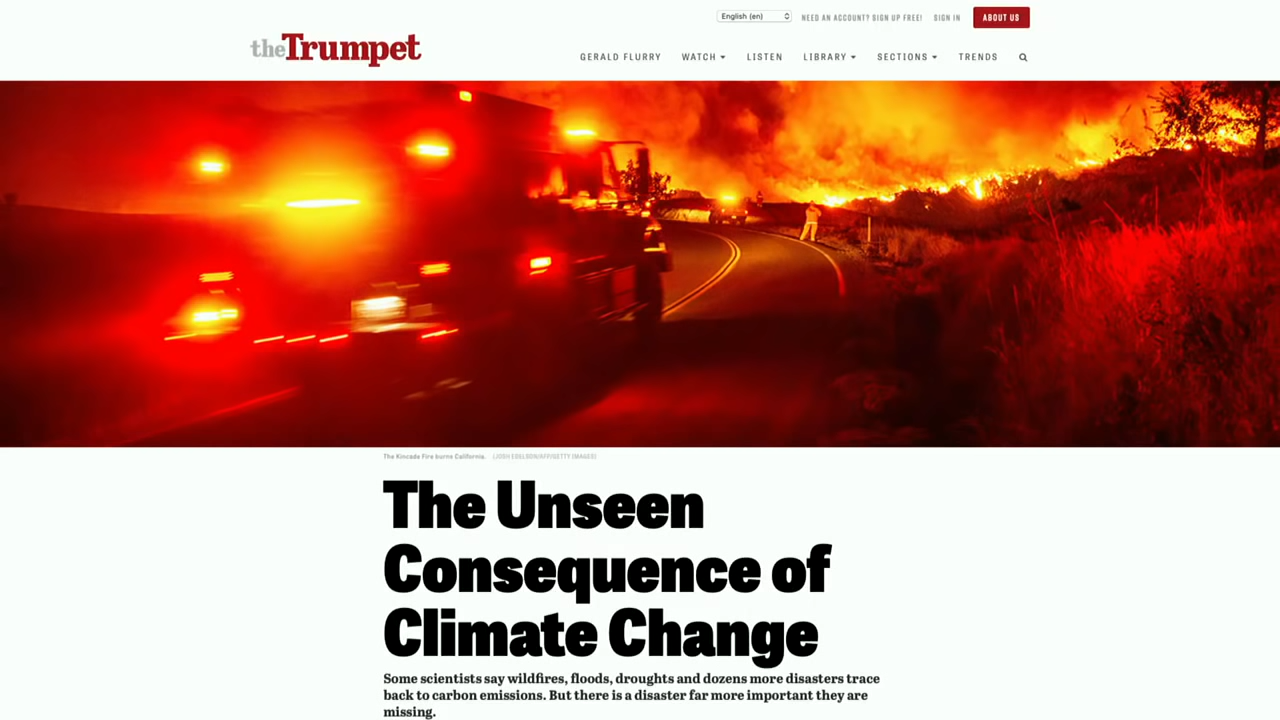 English (en)
NEED AN ACCOUNT? SIGN UP FREE!
SIGN IN
ABOUT US
theTrumpet
GERALD FLURRY
WATCH
LISTEN
LIBRARY
SECTIONS
TRENDS
The Kincade Fire burns California. (JOSH EDELSON/AFP/GETTY IMAGES)
The Unseen
Consequence of
Climate Change
Some scientists say wildfires, floods, droughts and dozens more disasters trace
back to carbon emissions. But there is a disaster far more important they are
missing.